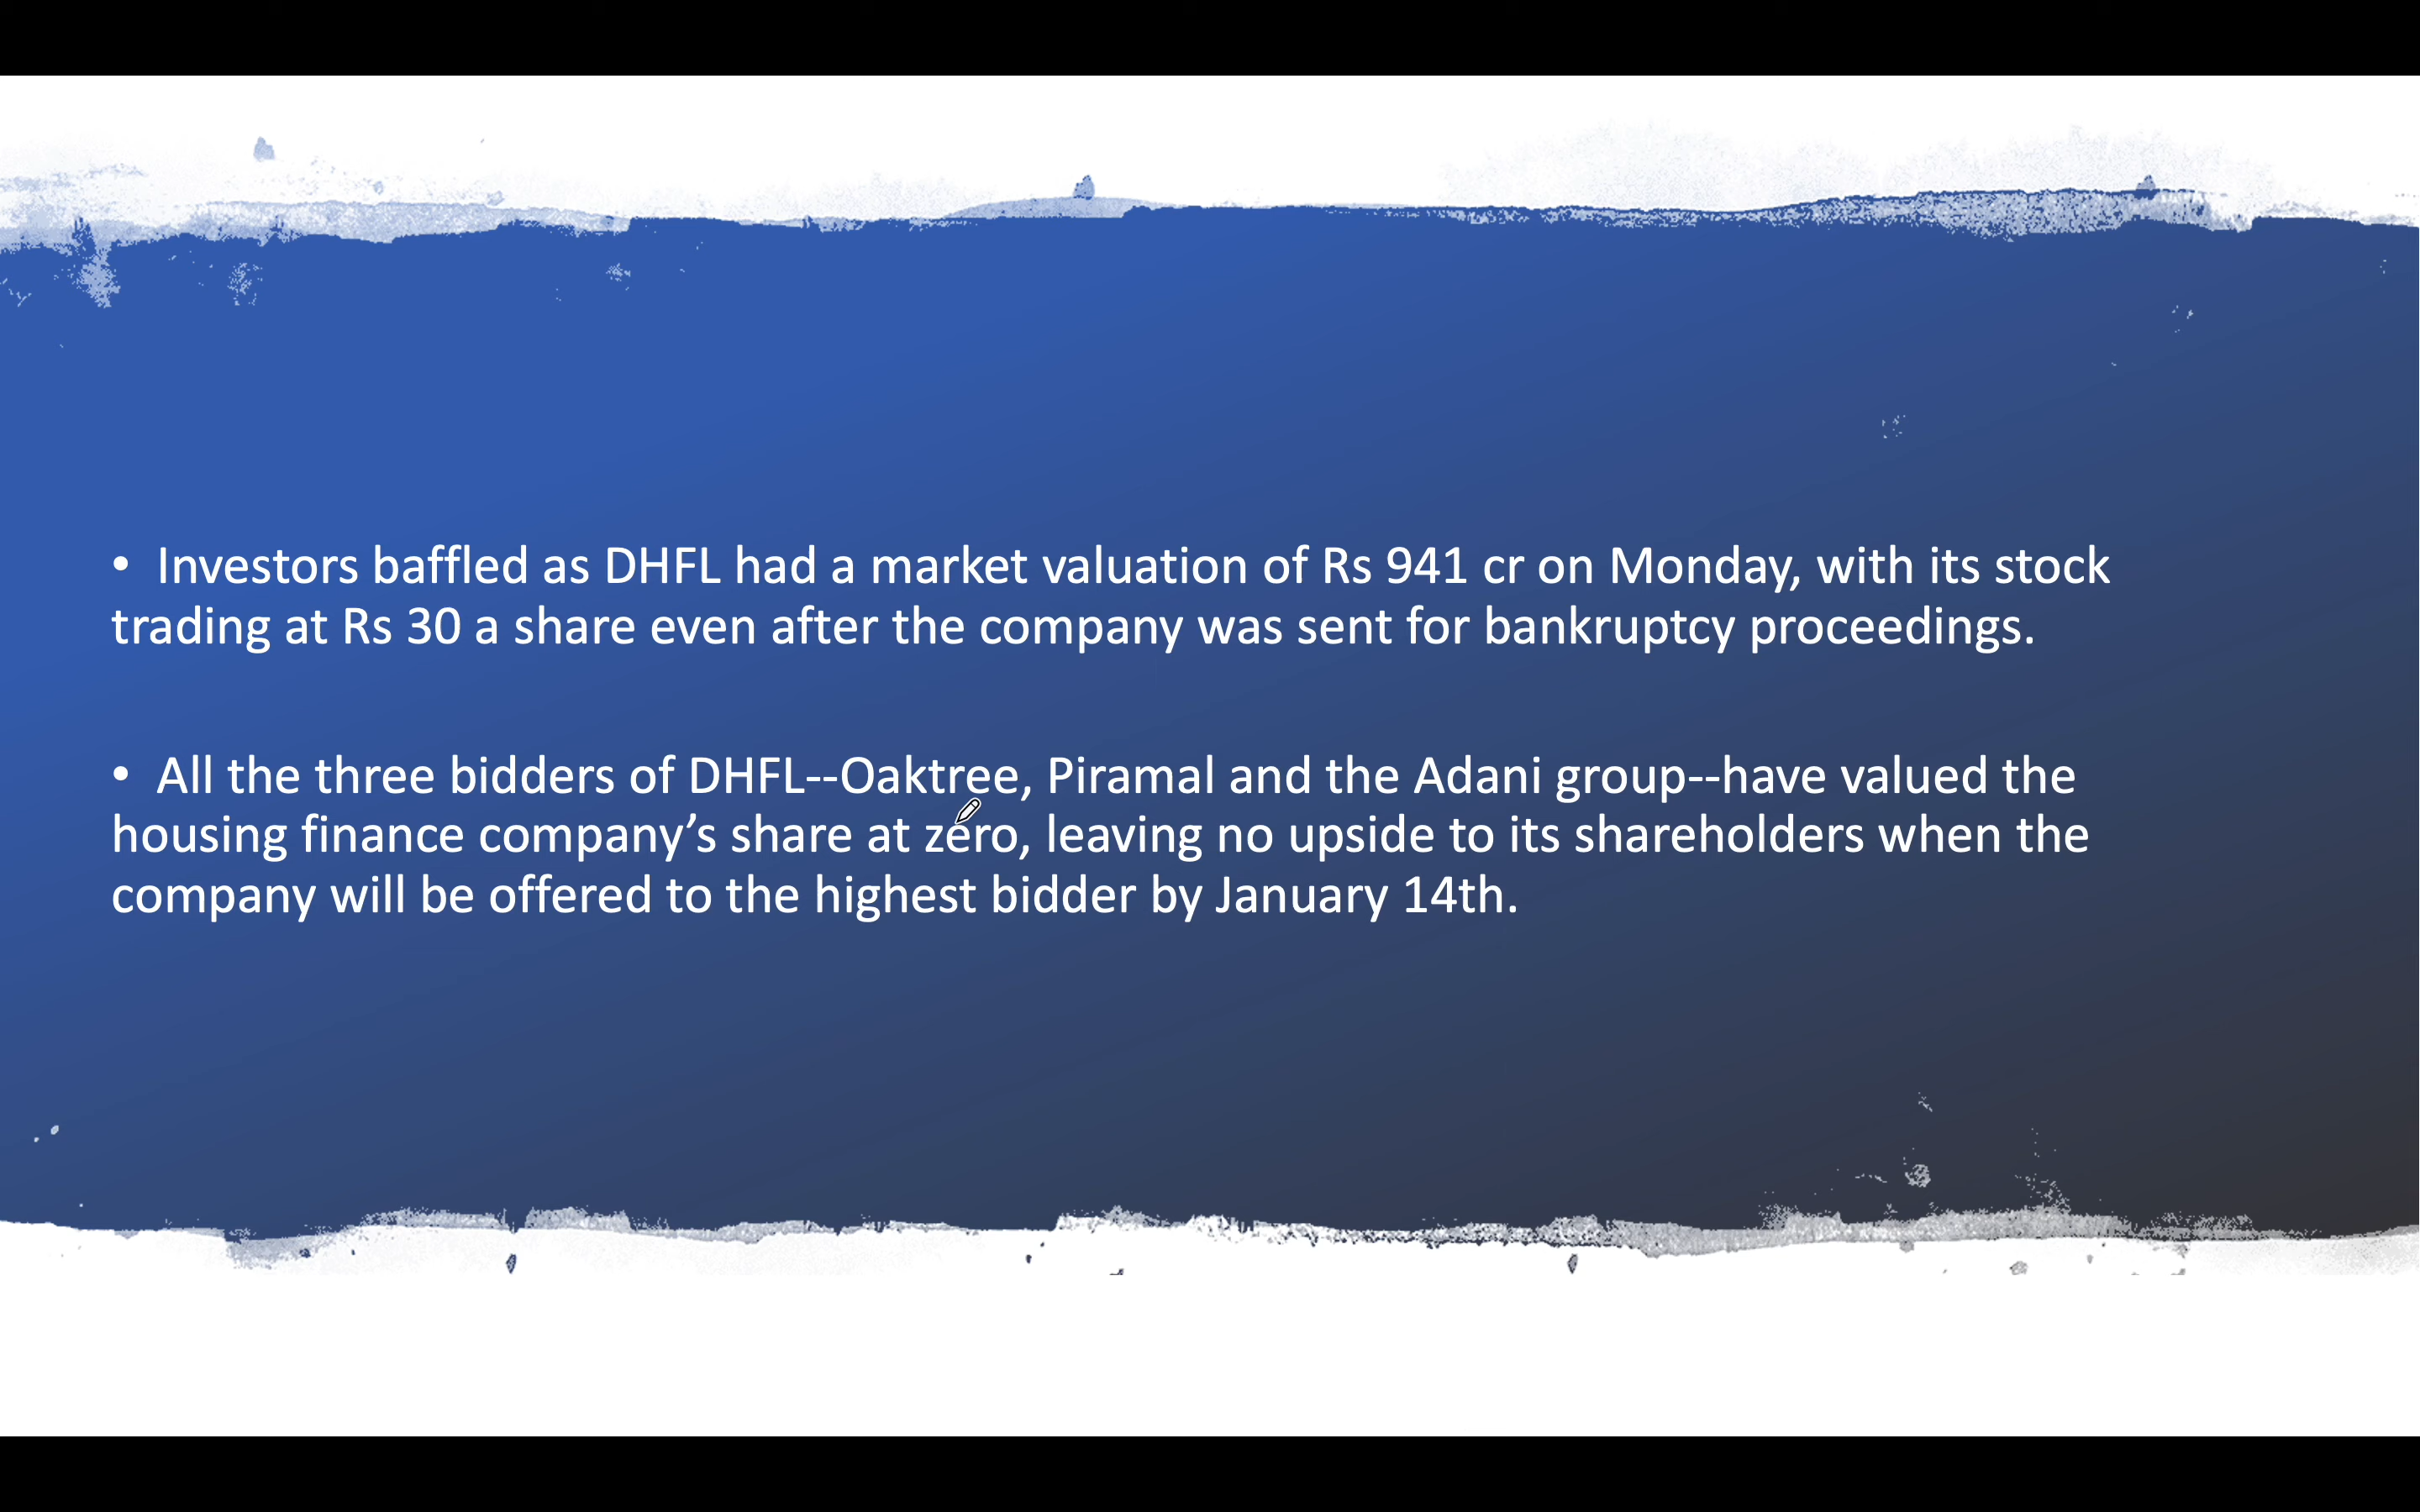 • Investors baffled as DHFL had a market valuation of Rs 941 cr on Monday, with its stock
trading at Rs 30 a share even after the company was sent for bankruptcy proceedings.
• All the three bidders of DHFL--Oaktree, Piramal and the Adani group--have valued the
housing finance company’s share at zero, leaving no upside to its shareholders when the
company will be offered to the highest bidder by January 14th.